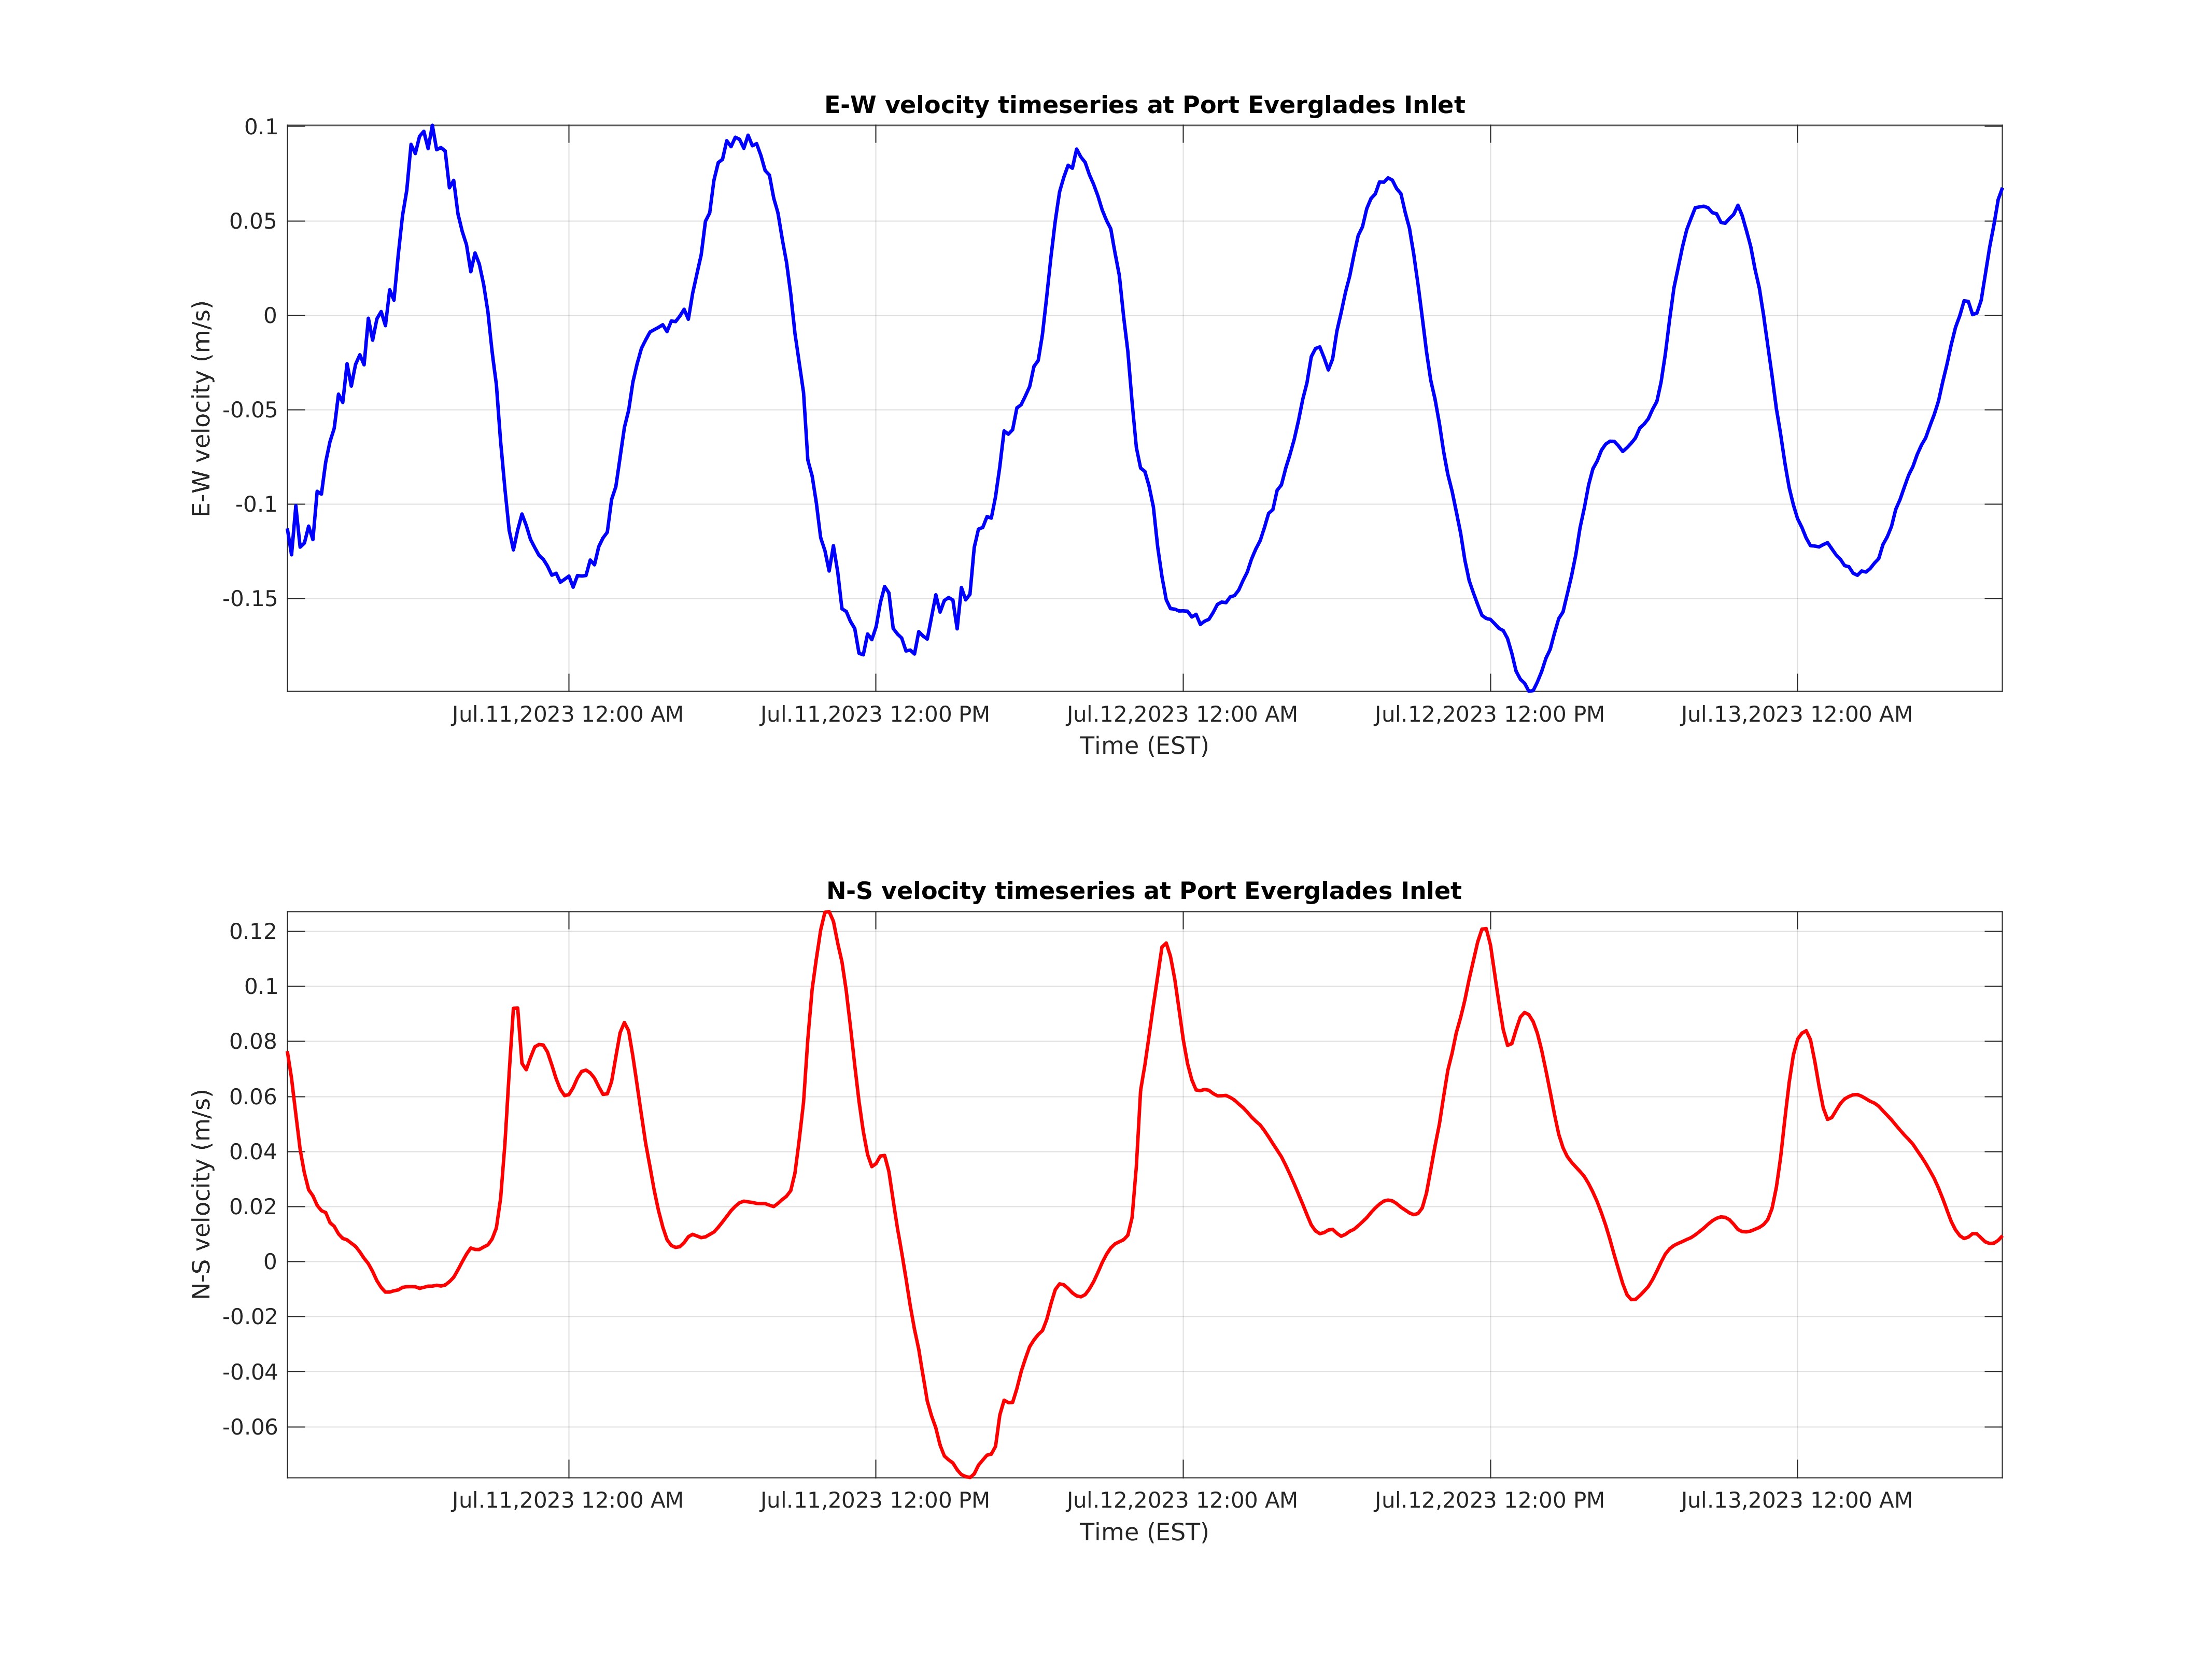 E-W velocity timeseries at Port Everglades Inlet
0.1
0.05
0
-0.05
-0.1
-0.15
E-W velocity (m/s)
Jul.11,2023 12:00 AM Jul.11,2023 12:00 PM Jul.12,2023 12:00 AM Jul.12,2023 12:00 PM Jul.13,2023 12:00 AM
Time (EST)
N-S velocity timeseries at Port Everglades Inlet
0.12
0.1
0.08
0.06
0.04
0.02
0
-0.02
-0.04
-0.06
N-S velocity (m/s)
Jul.11,2023 12:00 AM Jul.11,2023 12:00 PM Jul.12,2023 12:00 AM Jul.12,2023 12:00 PM Jul.13,2023 12:00 AM
Time (EST)